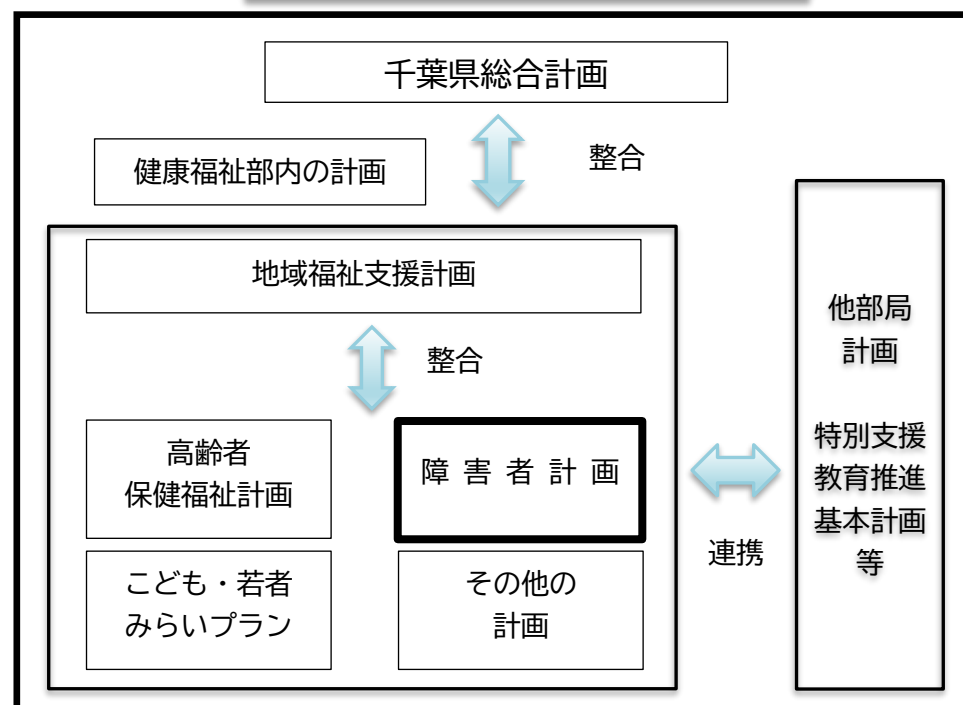 千葉県総合計画
整合
健康福祉部内の計画
地域福祉支援計画
整合
高齢者
保健福祉計画
障 害 者 計 画
こども・若者
みらいプラン
その他の
計画
連携
他部局
計画
特別支援
教育推進
基本計画
等